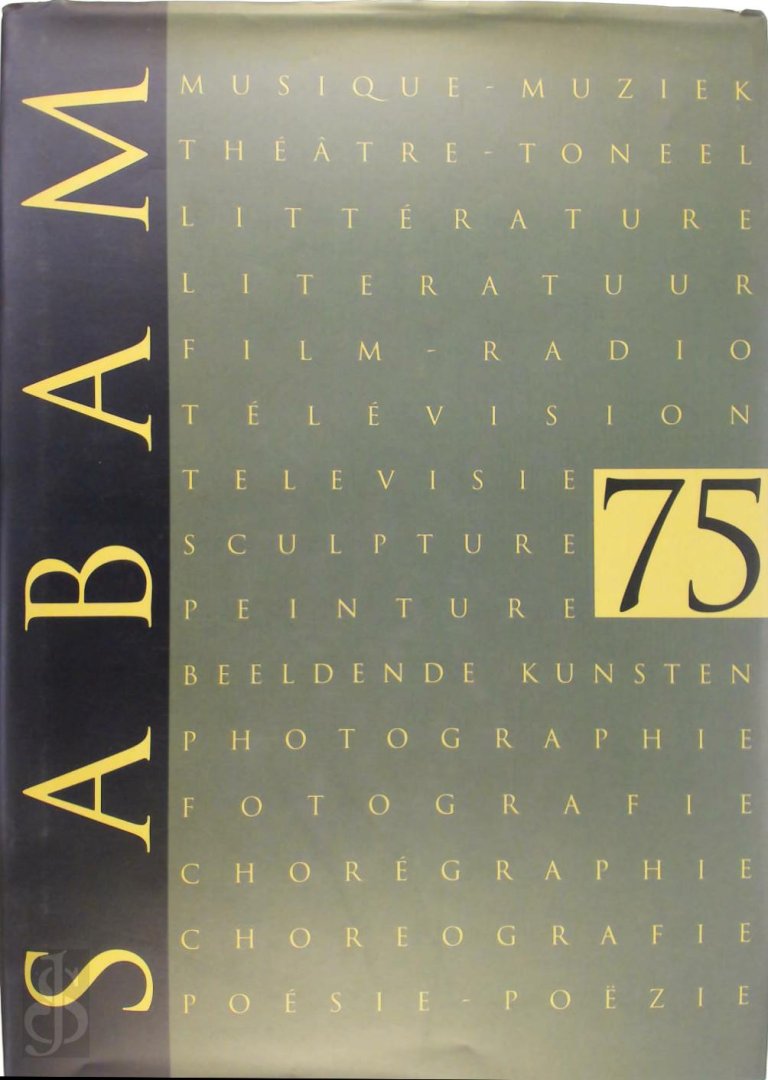 SABAM
MUSIQUE - MUZIEK
THÉÂTRE - TONEEL
LITTÉRATURE
LITERATUUR
FILM - RADIO
TÉLÉVISION
TELEVISIE
75
SCULPTURE
PEINTURE
BEELDENDE KUNSTEN
PHOTOGRAPHIE
FOTOGRAFIE
CHORÉGRAPHIE
CHOREOGRAFIE
POÉSIE - POËZIE